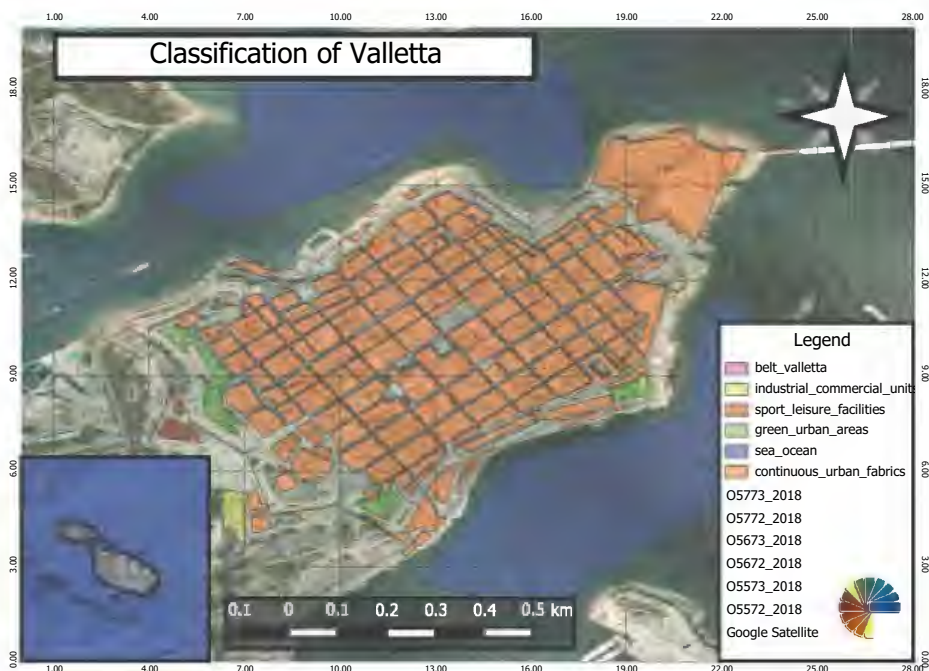 1.00 4.00 7.00 10.00 13.00 16.00 19.00 22.00 25.00 28.00
Classification of Valletta
18.00 18.00
15.00 15.00
12.00 12.00
9.00 9.00
6.00 6.00
3.00 3.00
0.00 0.00
Legend
belt_valletta
industrial_commercial_units
sport_leisure_facilities
green_urban_areas
sea_ocean
continuous_urban_fabrics
O5773_2018
O5772_2018
O5673_2018
O5672_2018
O5573_2018
O5572_2018
Google Satellite
0.1 0 0.1 0.2 0.3 0.4 0.5 km
1.00 4.00 7.00 10.00 13.00 16.00 19.00 22.00 25.00 28.00